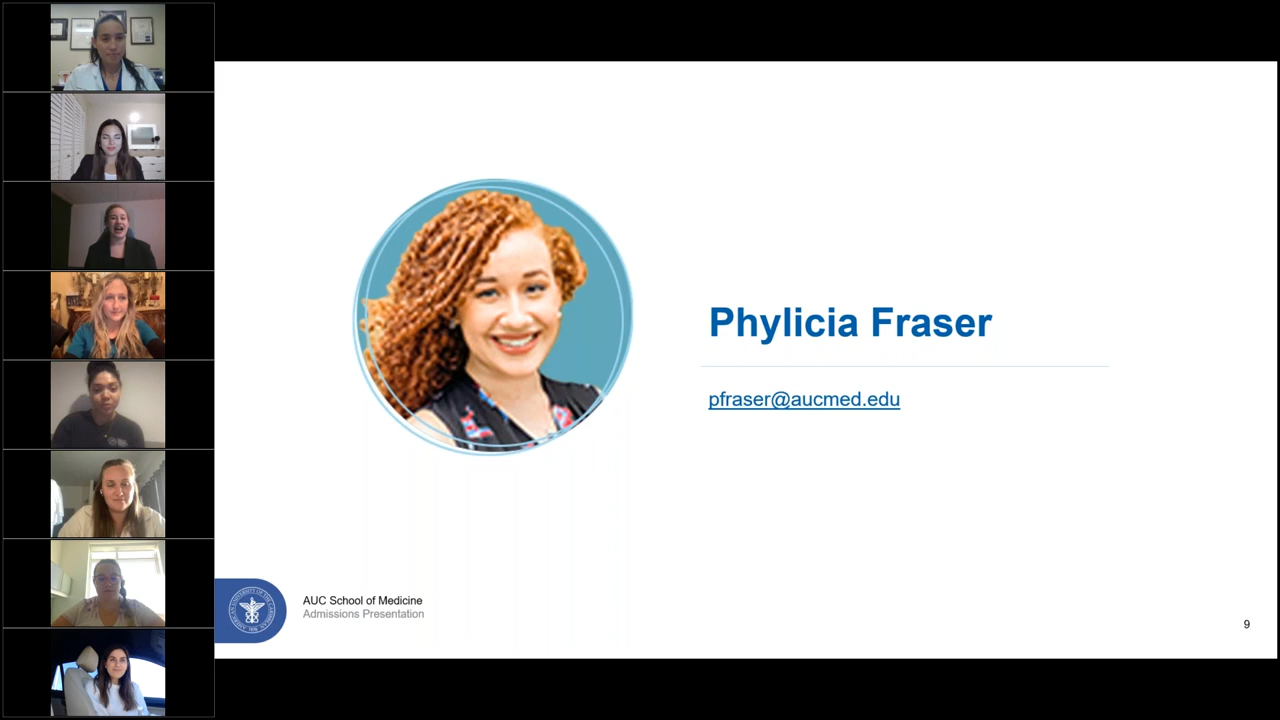 Phylicia Fraser
pfraser@aucmed.edu
AUC School of Medicine
Admissions Presentation
9